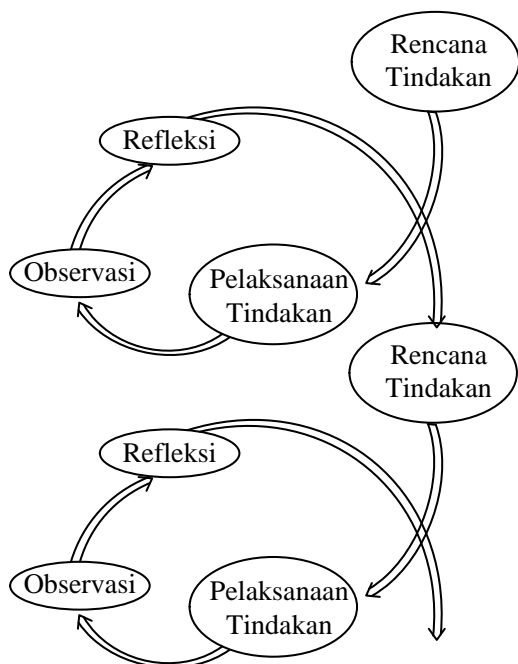 Rencana
Tindakan
Refleksi
Observasi
Pelaksanaan
Tindakan
Rencana
Tindakan
Refleksi
Observasi
Pelaksanaan
Tindakan